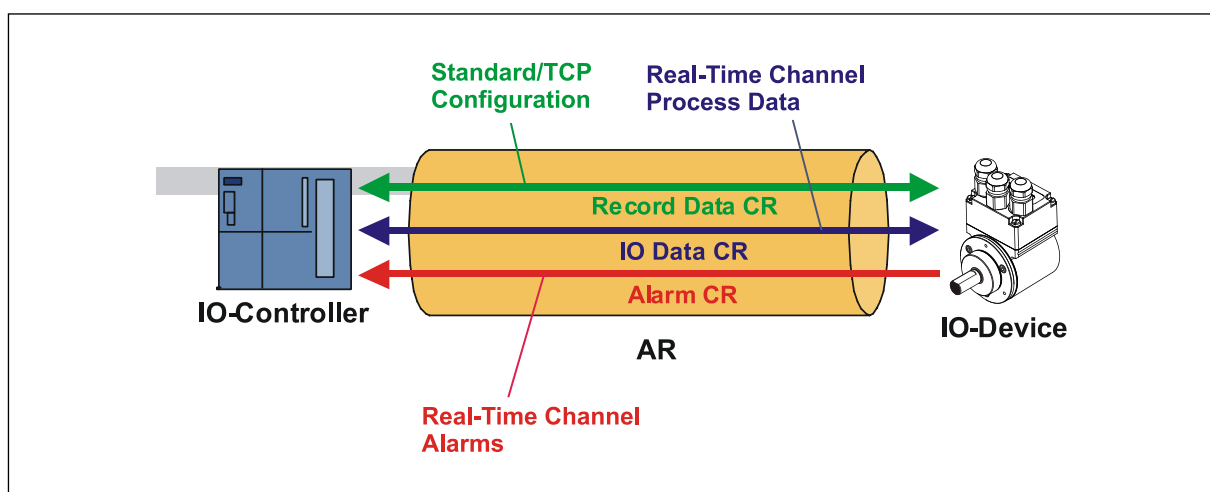 Standard/TCP
Configuration
Real-Time Channel
Process Data
Record Data CR
IO Data CR
Alarm CR
IO-Controller
IO-Device
AR
Real-Time Channel
Alarms